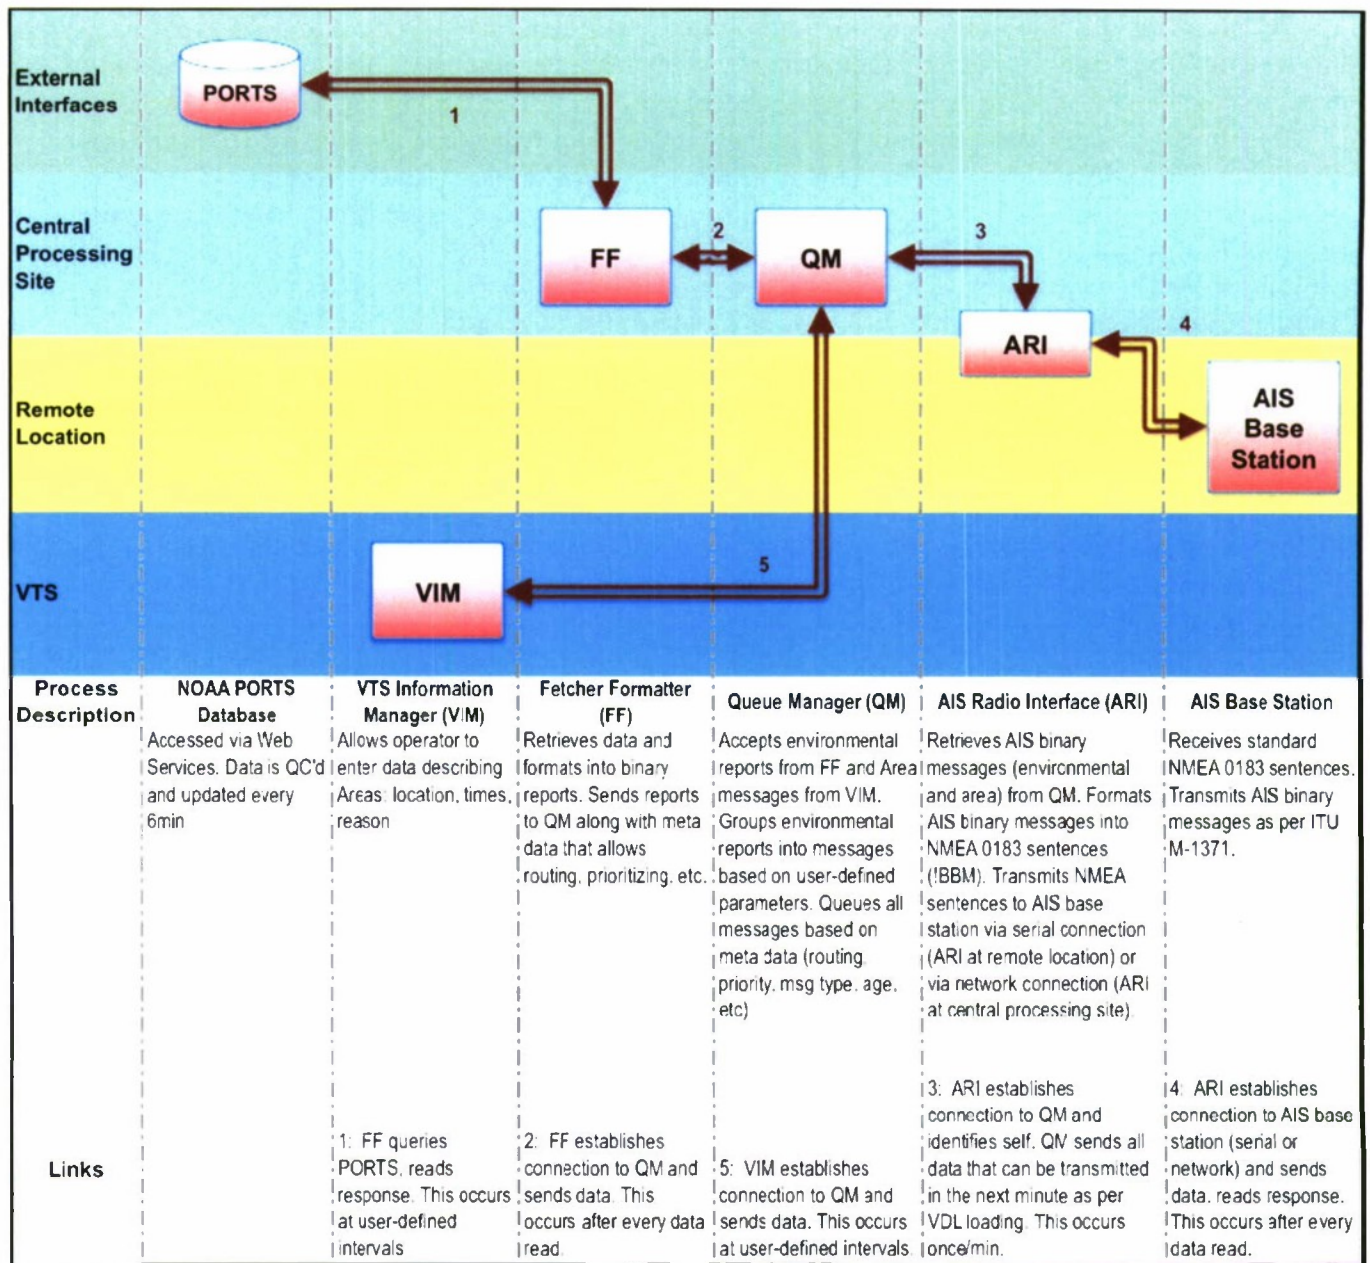 External
Interfaces
PORTS
1
Central
Processing
Site
FF
2
QM
3
ARI
4
Remote
Location
AIS
Base
Station
VTS
VIM
5
Process
Description
NOAA PORTS
Database
Accessed via Web
Services. Data is QC'd
and updated every
6min
VTS Information
Manager (VIM)
Allows operator to
enter data describing
Areas: location, times,
reason
Fetcher Formatter
(FF)
Retrieves data and
formats into binary
reports. Sends reports
to QM along with meta
data that allows
routing, prioritizing, etc.
Queue Manager (QM)
Accepts environmental
reports from FF and Area
messages from VIM.
Groups environmental
reports into messages
based on user-defined
parameters. Queues all
messages based on
meta data (routing,
priority, msg type, age,
etc)
AIS Radio Interface (ARI)
Retrieves AIS binary
messages (environmental
and area) from QM. Formats
AIS binary messages into
NMEA 0183 sentences
(!BBM). Transmits NMEA
sentences to AIS base
station via serial connection
(ARI at remote location) or
via network connection (ARI
at central processing site).
AIS Base Station
Receives standard
NMEA 0183 sentences.
Transmits AIS binary
messages as per ITU
M-1371.
Links
1: FF queries
PORTS, reads
response. This occurs
at user-defined
intervals
2: FF establishes
connection to QM and
sends data. This
occurs after every data
read.
5: VIM establishes
connection to QM and
sends data. This occurs
at user-defined intervals.
3: ARI establishes
connection to QM and
identifies self. QM sends all
data that can be transmitted
in the next minute as per
VDL loading. This occurs
once/min.
4: ARI establishes
connection to AIS base
station (serial or
network) and sends
data, reads response.
This occurs after every
data read.